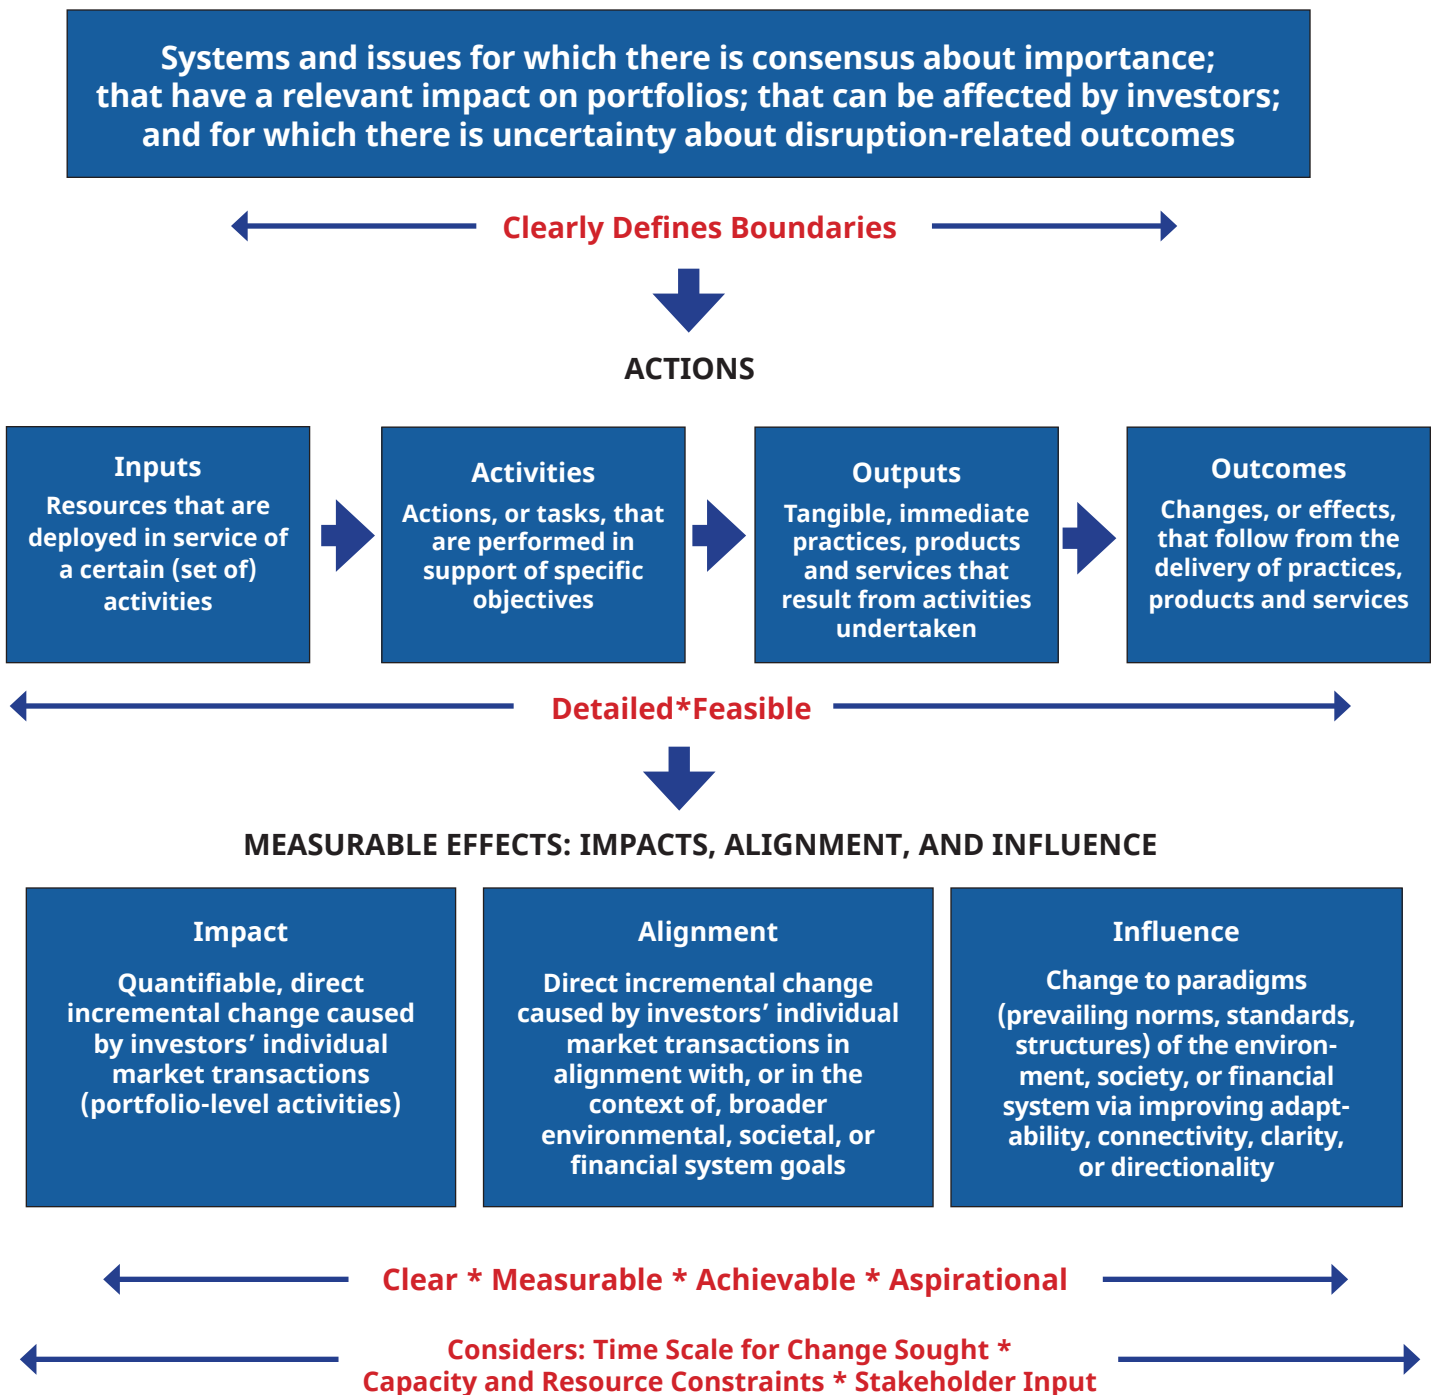 Systems and issues for which there is consensus about importance;
that have a relevant impact on portfolios; that can be affected by investors;
and for which there is uncertainty about disruption-related outcomes
Clearly Defines Boundaries
ACTIONS
Inputs
Resources that are
deployed in service of
a certain (set of)
activities
Activities
Actions, or tasks, that
are performed in
support of specific
objectives
Outputs
Tangible, immediate
practices, products
and services that
result from activities
undertaken
Outcomes
Changes, or effects,
that follow from the
delivery of practices,
products and services
Detailed*Feasible
MEASURABLE EFFECTS: IMPACTS, ALIGNMENT, AND INFLUENCE
Impact
Quantifiable, direct
incremental change caused
by investors’ individual
market transactions
(portfolio-level activities)
Alignment
Direct incremental change
caused by investors’ individual
market transactions in
alignment with, or in the
context of, broader
environmental, societal, or
financial system goals
Influence
Change to paradigms
(prevailing norms, standards,
structures) of the environ-
ment, society, or financial
system via improving adapt-
ability, connectivity, clarity,
or directionality
Clear * Measurable * Achievable * Aspirational
Considers: Time Scale for Change Sought *
Capacity and Resource Constraints * Stakeholder Input